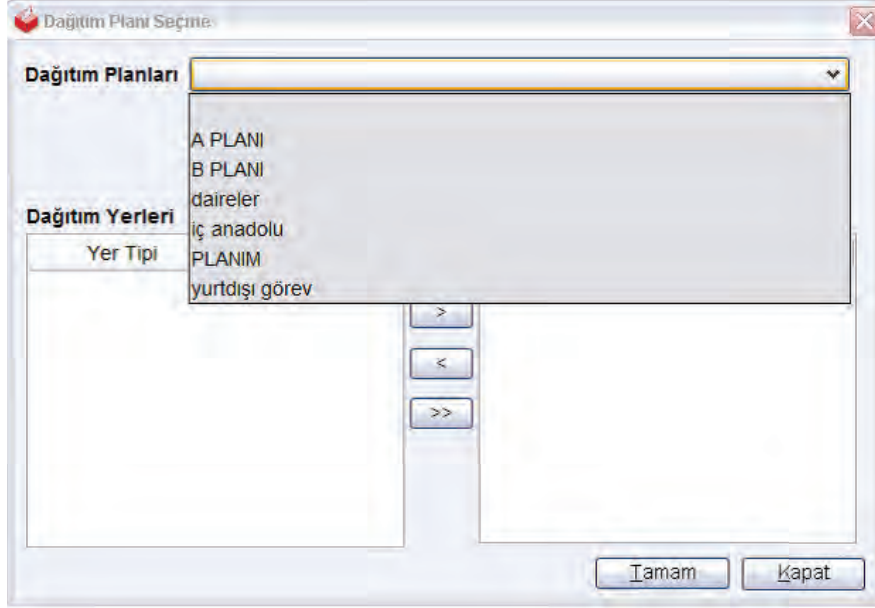 Dağıtım Planı Seçme
Dağıtım Planları
A PLANI
B PLANI
daireler
iç anadolu
PLANIM
yurtdışı görev
Dağıtım Yerleri
Yer Tipi
>
<
>>
Tamam
Kapat